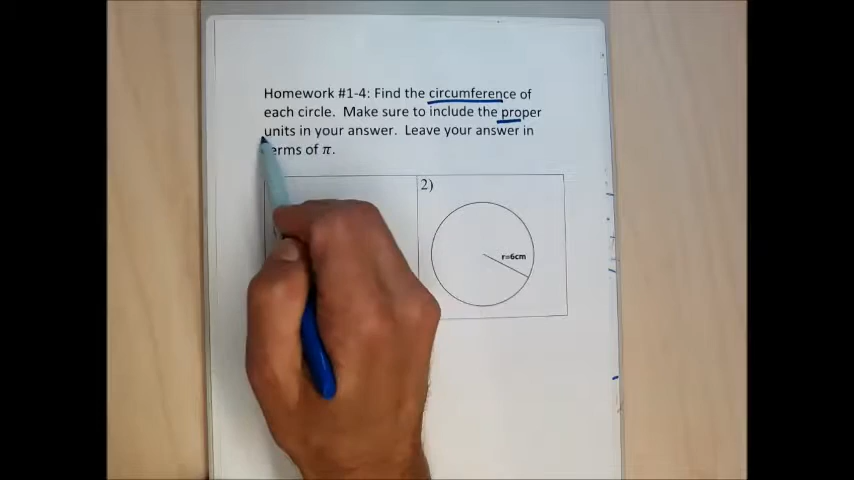 Homework #1-4: Find the circumference of
each circle. Make sure to include the proper
units in your answer. Leave your answer in
terms of π.
2)
r=6cm